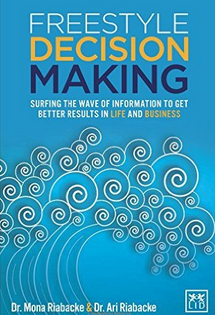 FREESTYLE
DECISION
MAKING
SURFING THE WAVE OF INFORMATION TO GET
BETTER RESULTS IN LIFE AND BUSINESS
Dr. Mona Riabacke & Dr. Ari Riabacke
LID